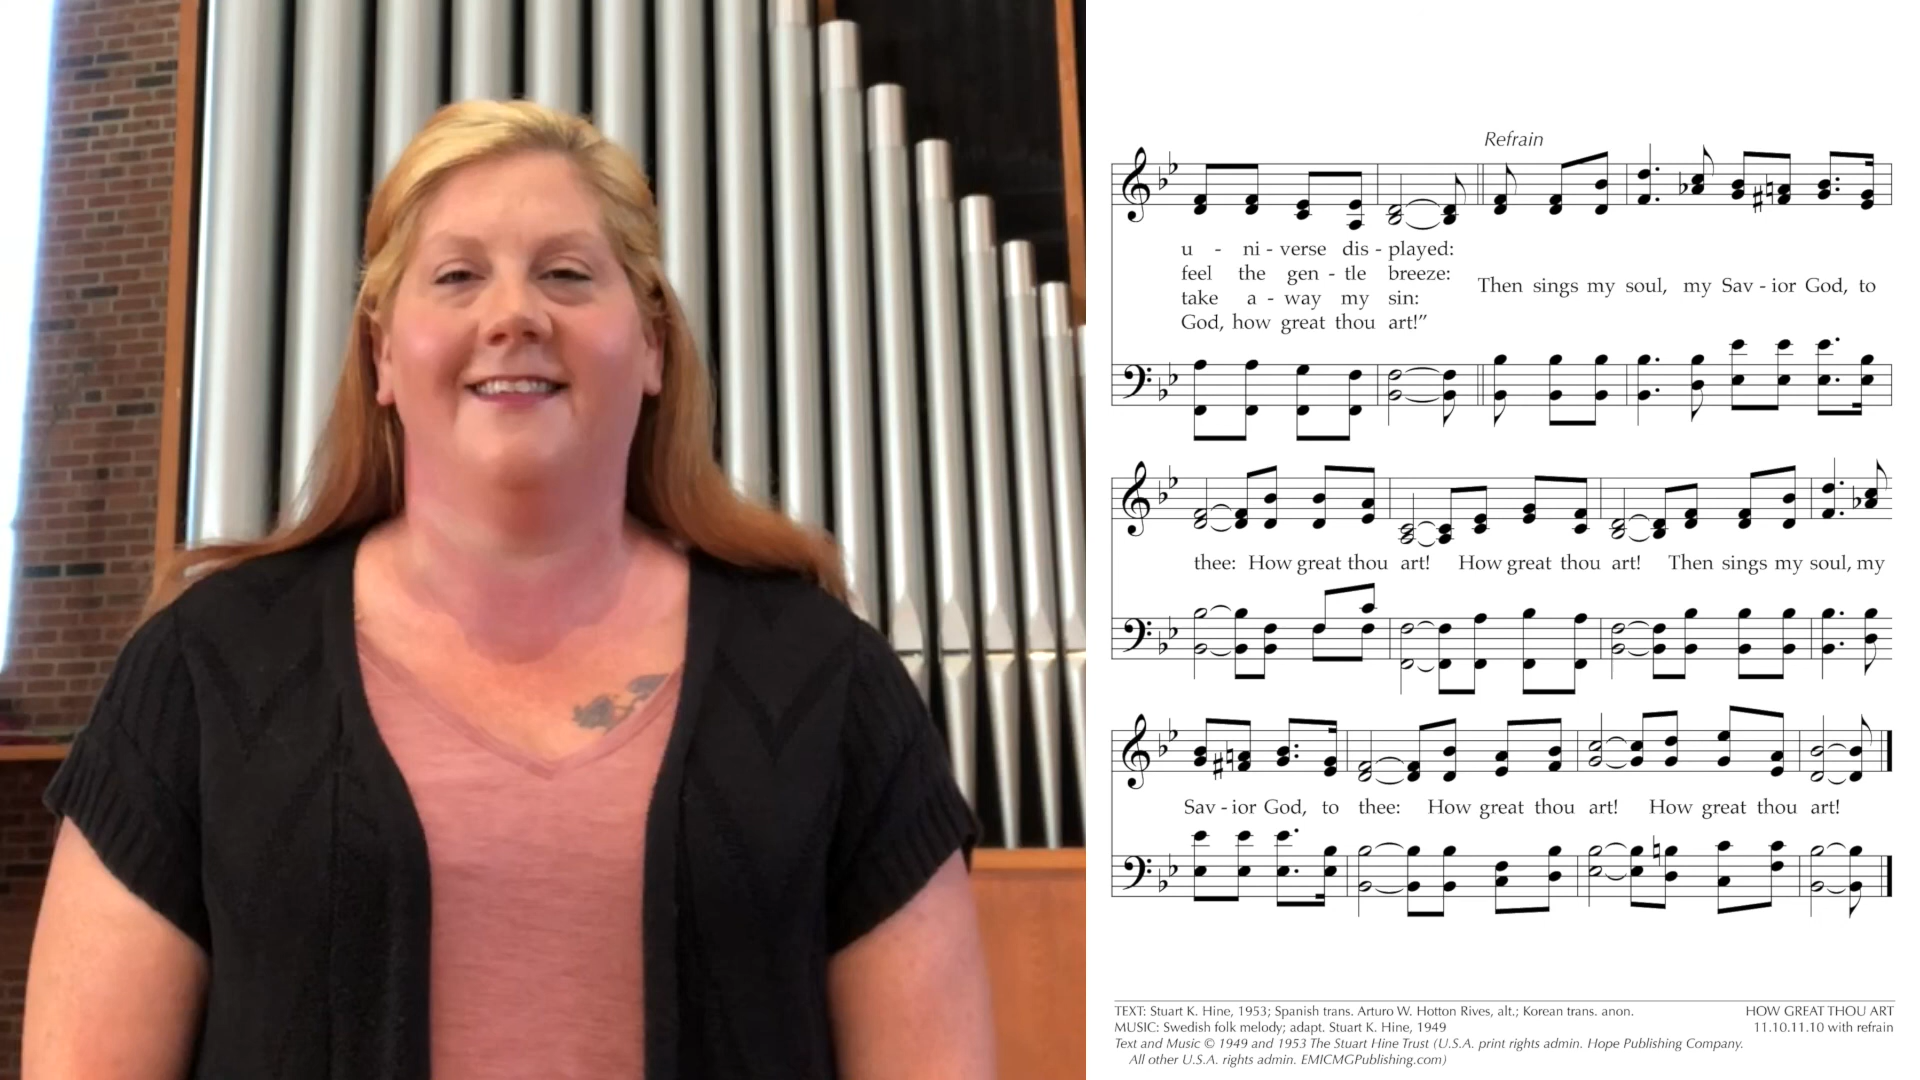 Refrain
u - ni - verse dis - played:
feel the gen - tle breeze:
take a - way my sin:
God, how great thou art!”
Then sings my soul, my Sav - ior God, to
thee: How great thou art! How great thou art! Then sings my soul, my
Sav - ior God, to thee: How great thou art! How great thou art!
TEXT: Stuart K. Hine, 1953; Spanish trans. Arturo W. Hotton Rives, alt.; Korean trans. anon.
MUSIC: Swedish folk melody; adapt. Stuart K. Hine, 1949
Text and Music © 1949 and 1953 The Stuart Hine Trust (U.S.A. print rights admin. Hope Publishing Company.
All other U.S.A. rights admin. EMICMGPublishing.com)
HOW GREAT THOU ART
11.10.11.10 with refrain